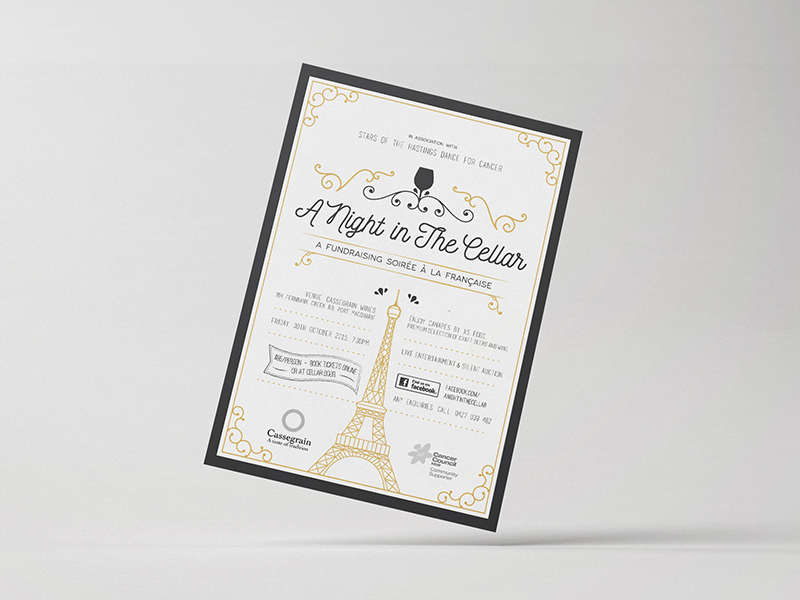 IN ASSOCIATION WITH
STARS OF THE HASTINGS DANCE FOR CANCER
A Night in The Cellar
A FUNDRAISING SOIRÉE À LA FRANÇAISE
VENUE: CASSEGRAIN WINES,
764 FERNBANK CREEK RD, PORT MACQUARIE
FRIDAY 30TH OCTOBER 2015, 7:30PM
/PERSON - BOOK TICKETS ONLINE
OR AT CELLAR DOOR
Cassegrain
A taste of tradition
ENJOY CANAPES BY XS FOOD,
PREMIUM SELECTION OF CRAFT BEERS AND WINE
LIVE ENTERTAINMENT & SILENT AUCTION
Find us on
facebook.
FACEBOOK.COM/
ANIGHTINTHECELLAR
ANY ENQUIRIES CALL 0427 039 482
Cancer
Council
NSW
Community
Supporter